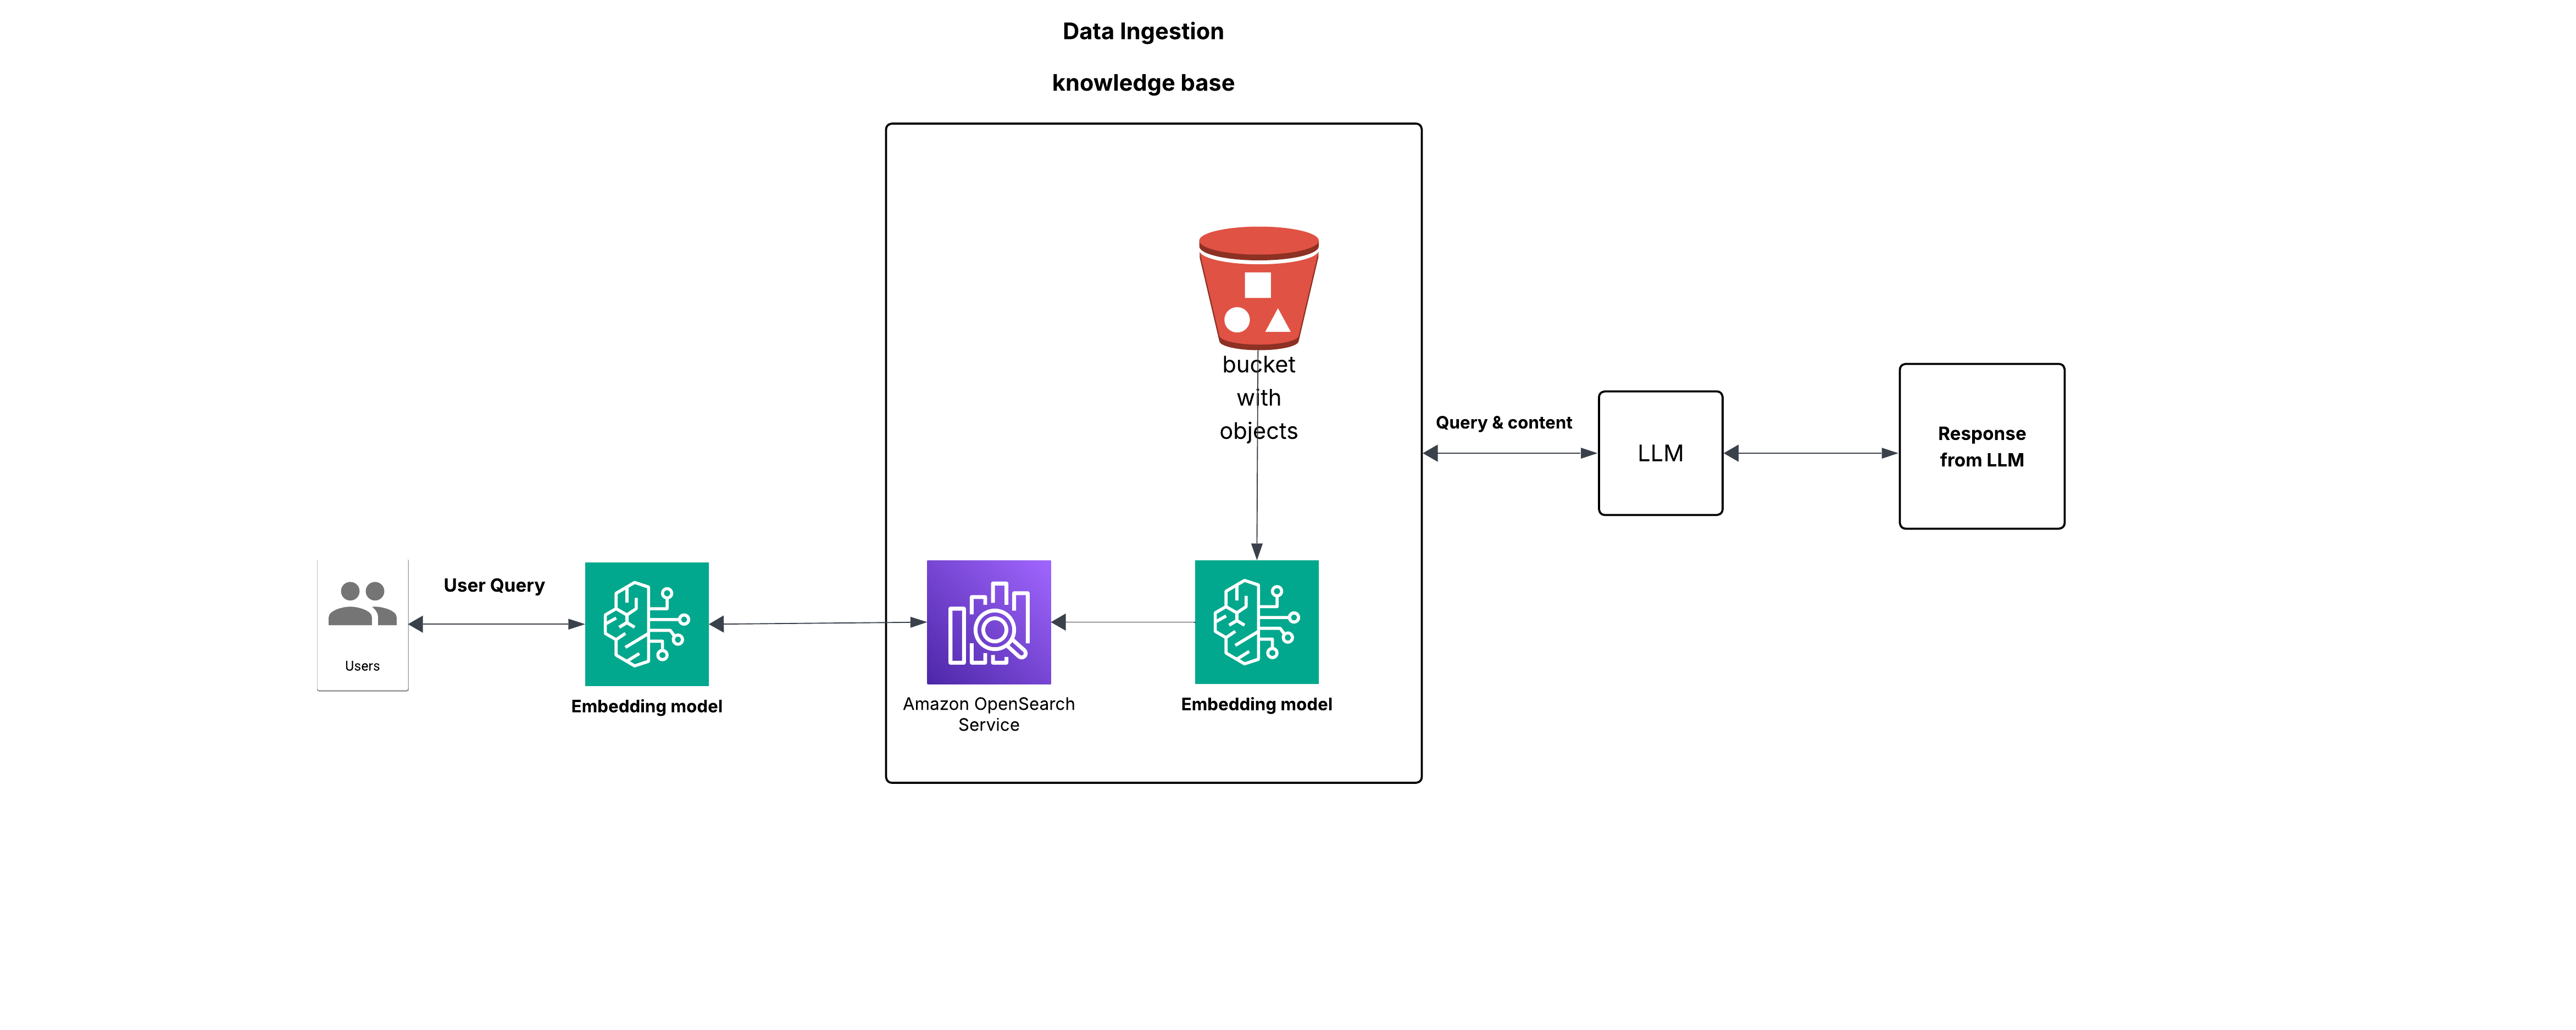 Data Ingestion
knowledge base
bucket
with
objects
Query & content
LLM
Response
from LLM
User Query
Users
Embedding model
Amazon OpenSearch
Service
Embedding model